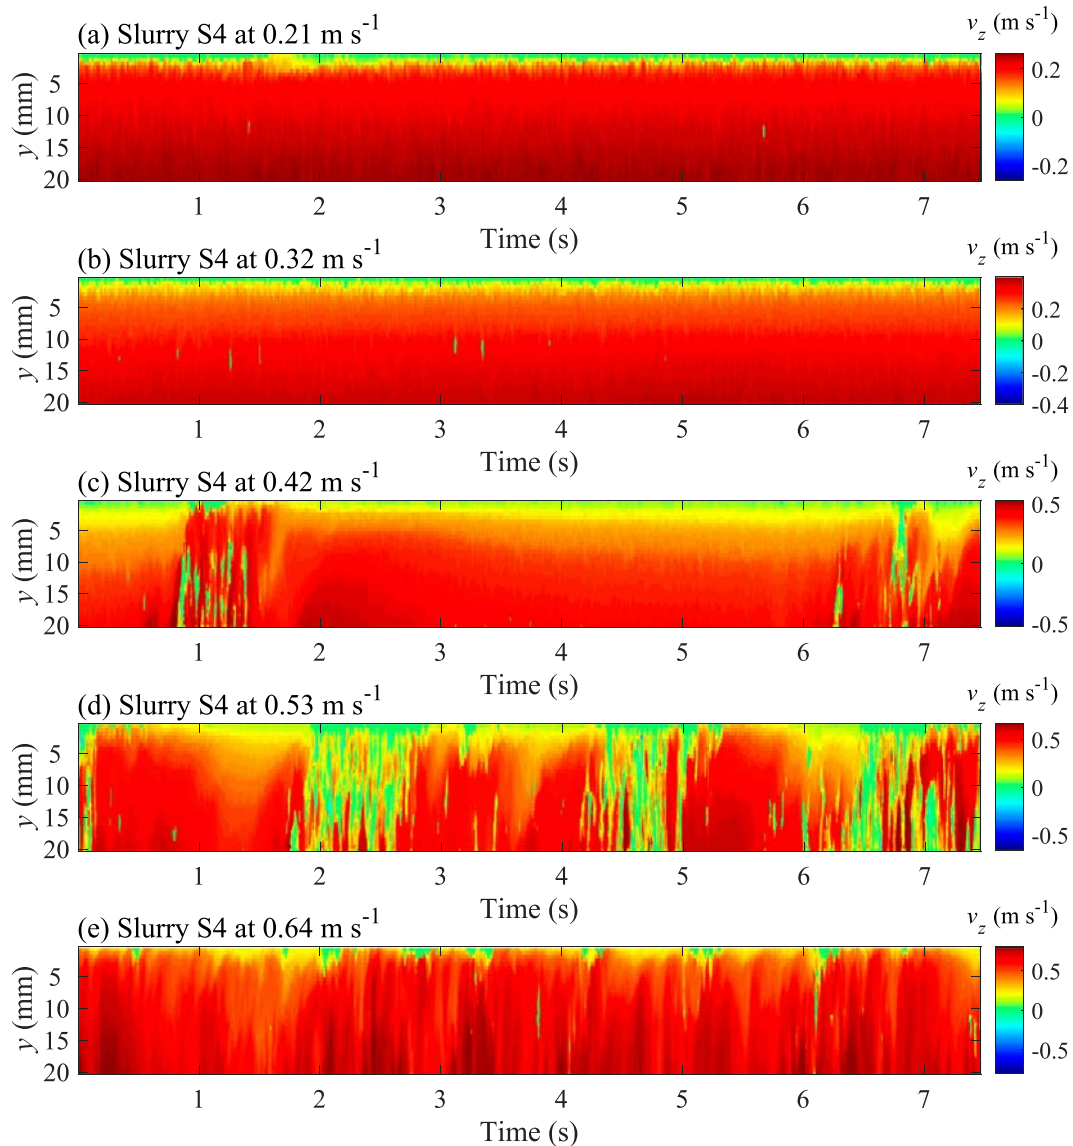 (a) Slurry S4 at 0.21 m s⁻¹
v_z (m s⁻¹)
5
10
15
20
y (mm)
1 2 3 4 5 6 7
Time (s)
0.2
0
-0.2
(b) Slurry S4 at 0.32 m s⁻¹
v_z (m s⁻¹)
5
10
15
20
y (mm)
1 2 3 4 5 6 7
Time (s)
0.2
0
-0.2
-0.4
(c) Slurry S4 at 0.42 m s⁻¹
v_z (m s⁻¹)
5
10
15
20
y (mm)
1 2 3 4 5 6 7
Time (s)
0.5
0
-0.5
(d) Slurry S4 at 0.53 m s⁻¹
v_z (m s⁻¹)
5
10
15
20
y (mm)
1 2 3 4 5 6 7
Time (s)
0.5
0
-0.5
(e) Slurry S4 at 0.64 m s⁻¹
v_z (m s⁻¹)
5
10
15
20
y (mm)
1 2 3 4 5 6 7
Time (s)
0.5
0
-0.5